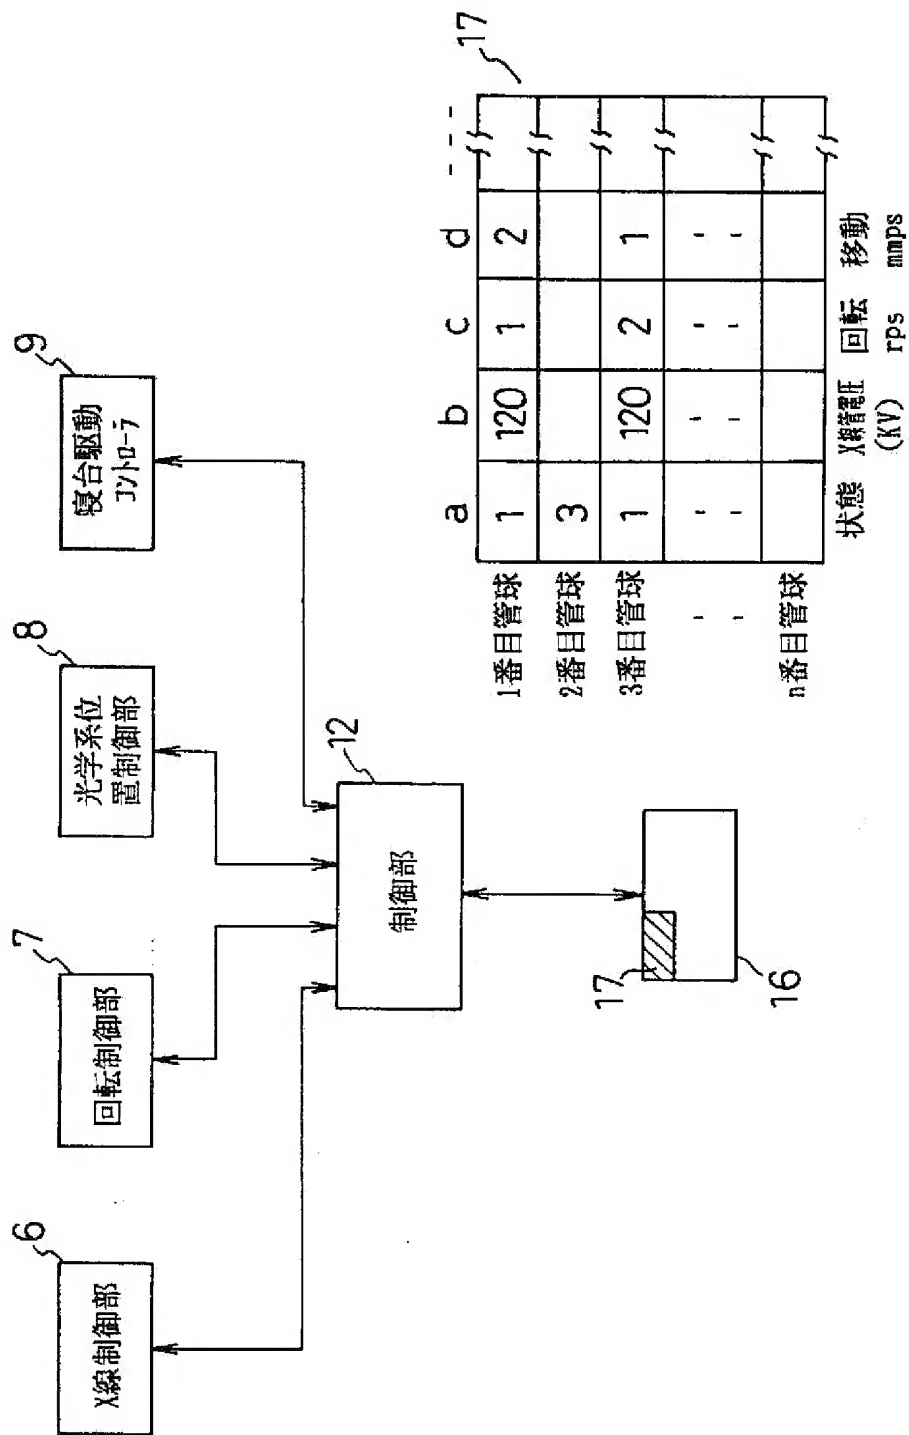 6
X線制御部
7
回転制御部
8
光学系位
置制御部
9
寝台駆動
コントローラ
12
制御部
17
16
17
a b c d - - -
1番目管球 1 120 1 2
2番目管球 3
3番目管球 1 120 2 1
- - - - -
- - - - -
n番目管球
状態 X線管電圧 回転 移動
(KV) rps mmps